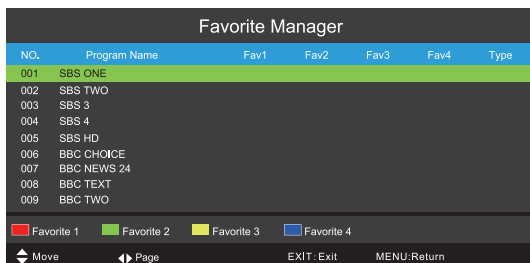 Favorite Manager
NO. Program Name Fav1 Fav2 Fav3 Fav4 Type
001 SBS ONE
002 SBS TWO
003 SBS 3
004 SBS 4
005 SBS HD
006 BBC CHOICE
007 BBC NEWS 24
008 BBC TEXT
009 BBC TWO
Favorite 1 Favorite 2 Favorite 3 Favorite 4
Move Page EXIT: Exit MENU:Return